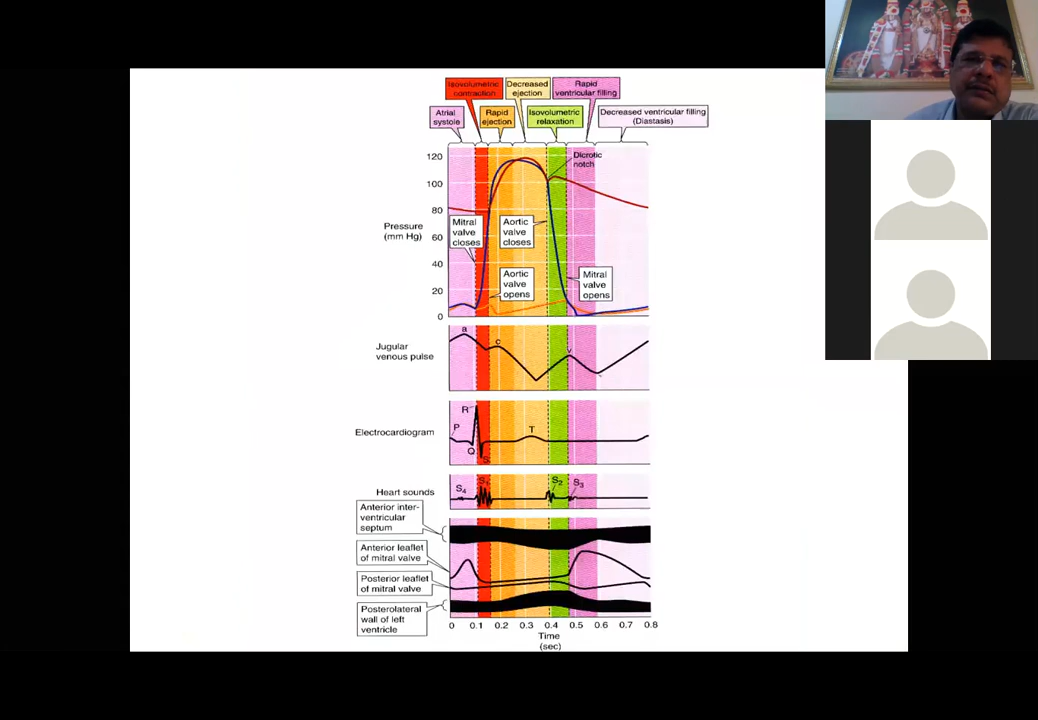 Isovolumetric
contraction
Decreased
ejection
Rapid
ventricular filling
Atrial
systole
Rapid
ejection
Isovolumetric
relaxation
Decreased ventricular filling
(Diastasis)
120
100
80
60
40
20
0
Pressure
(mm Hg)
Dicrotic
notch
Mitral
valve
closes
Aortic
valve
closes
Aortic
valve
opens
Mitral
valve
opens
Jugular
venous pulse
a
c
v
Electrocardiogram
P
Q
R
S
T
Heart sounds
S4
S1
S2
S3
Anterior inter-
ventricular
septum
Anterior leaflet
of mitral valve
Posterior leaflet
of mitral valve
Posterolateral
wall of left
ventricle
0 0.1 0.2 0.3 0.4 0.5 0.6 0.7 0.8
Time
(sec)